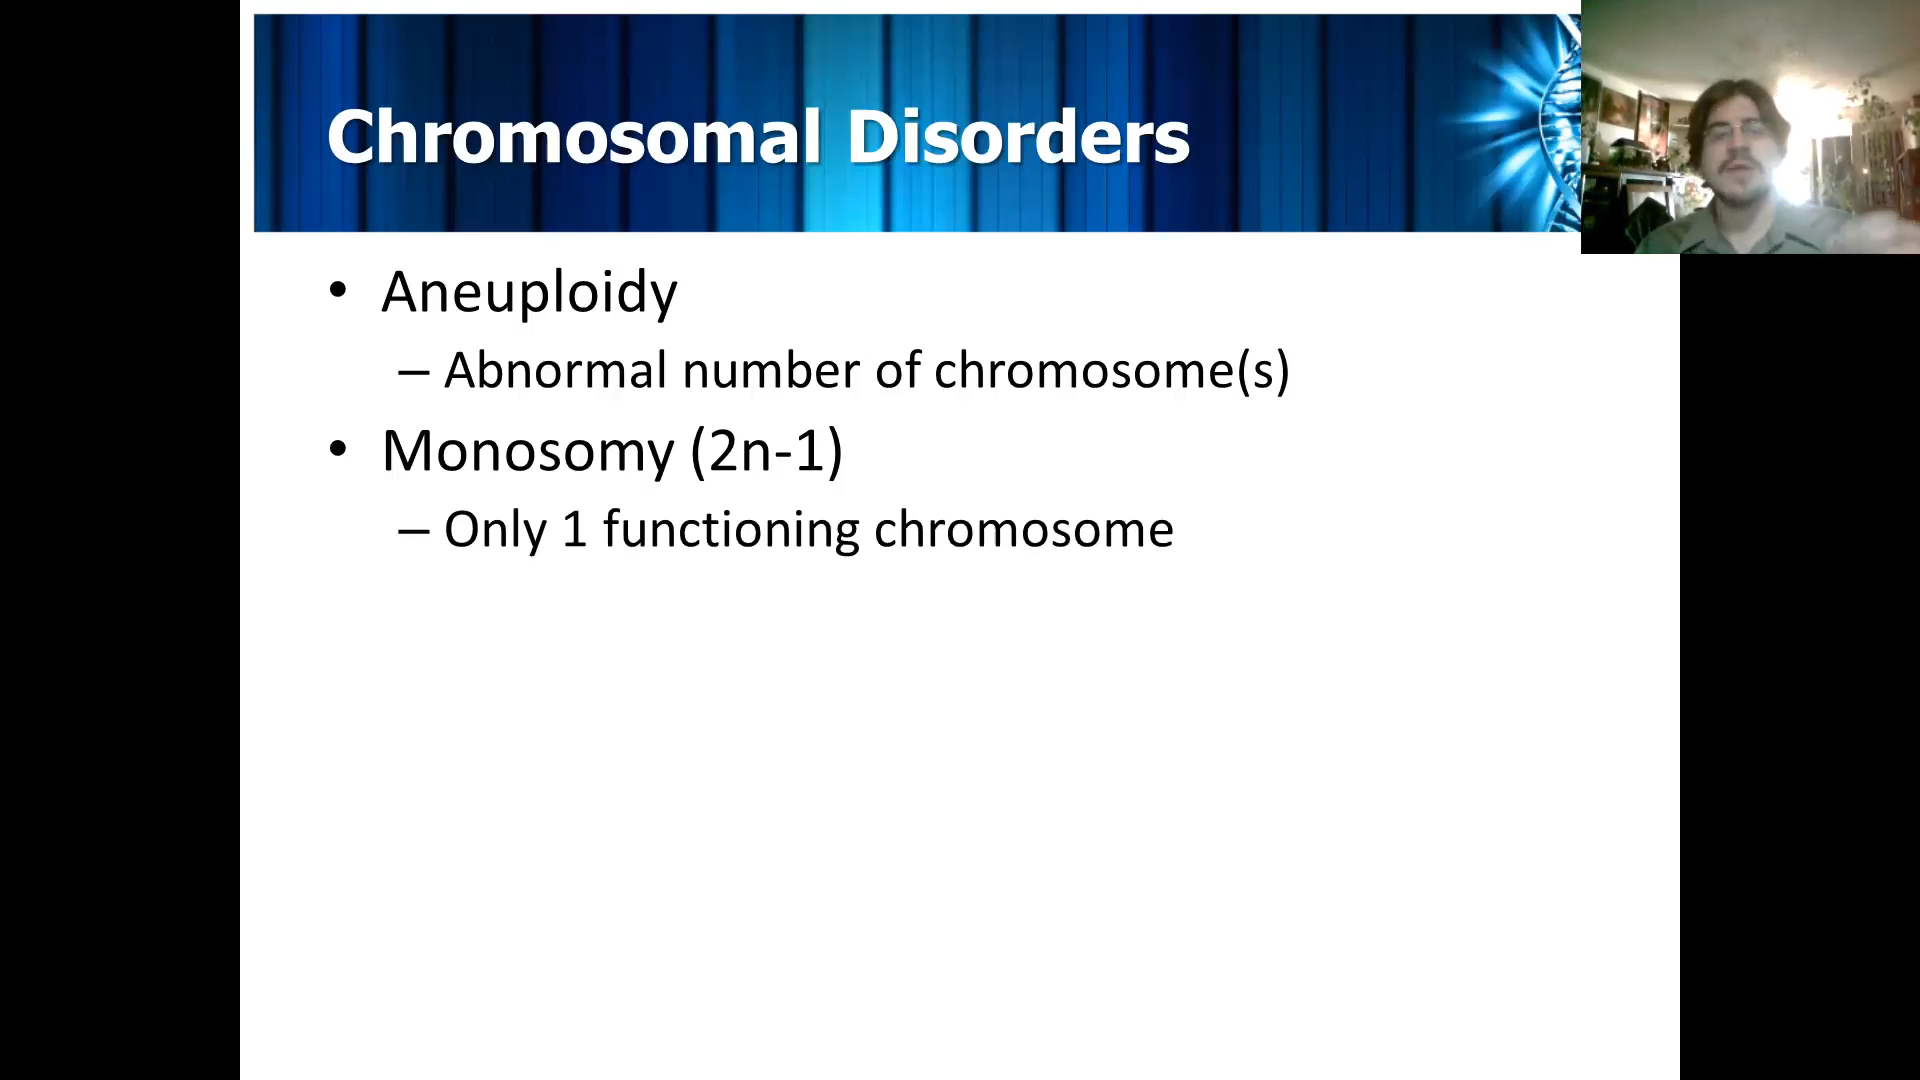 Chromosomal Disorders
• Aneuploidy
– Abnormal number of chromosome(s)
• Monosomy (2n-1)
– Only 1 functioning chromosome